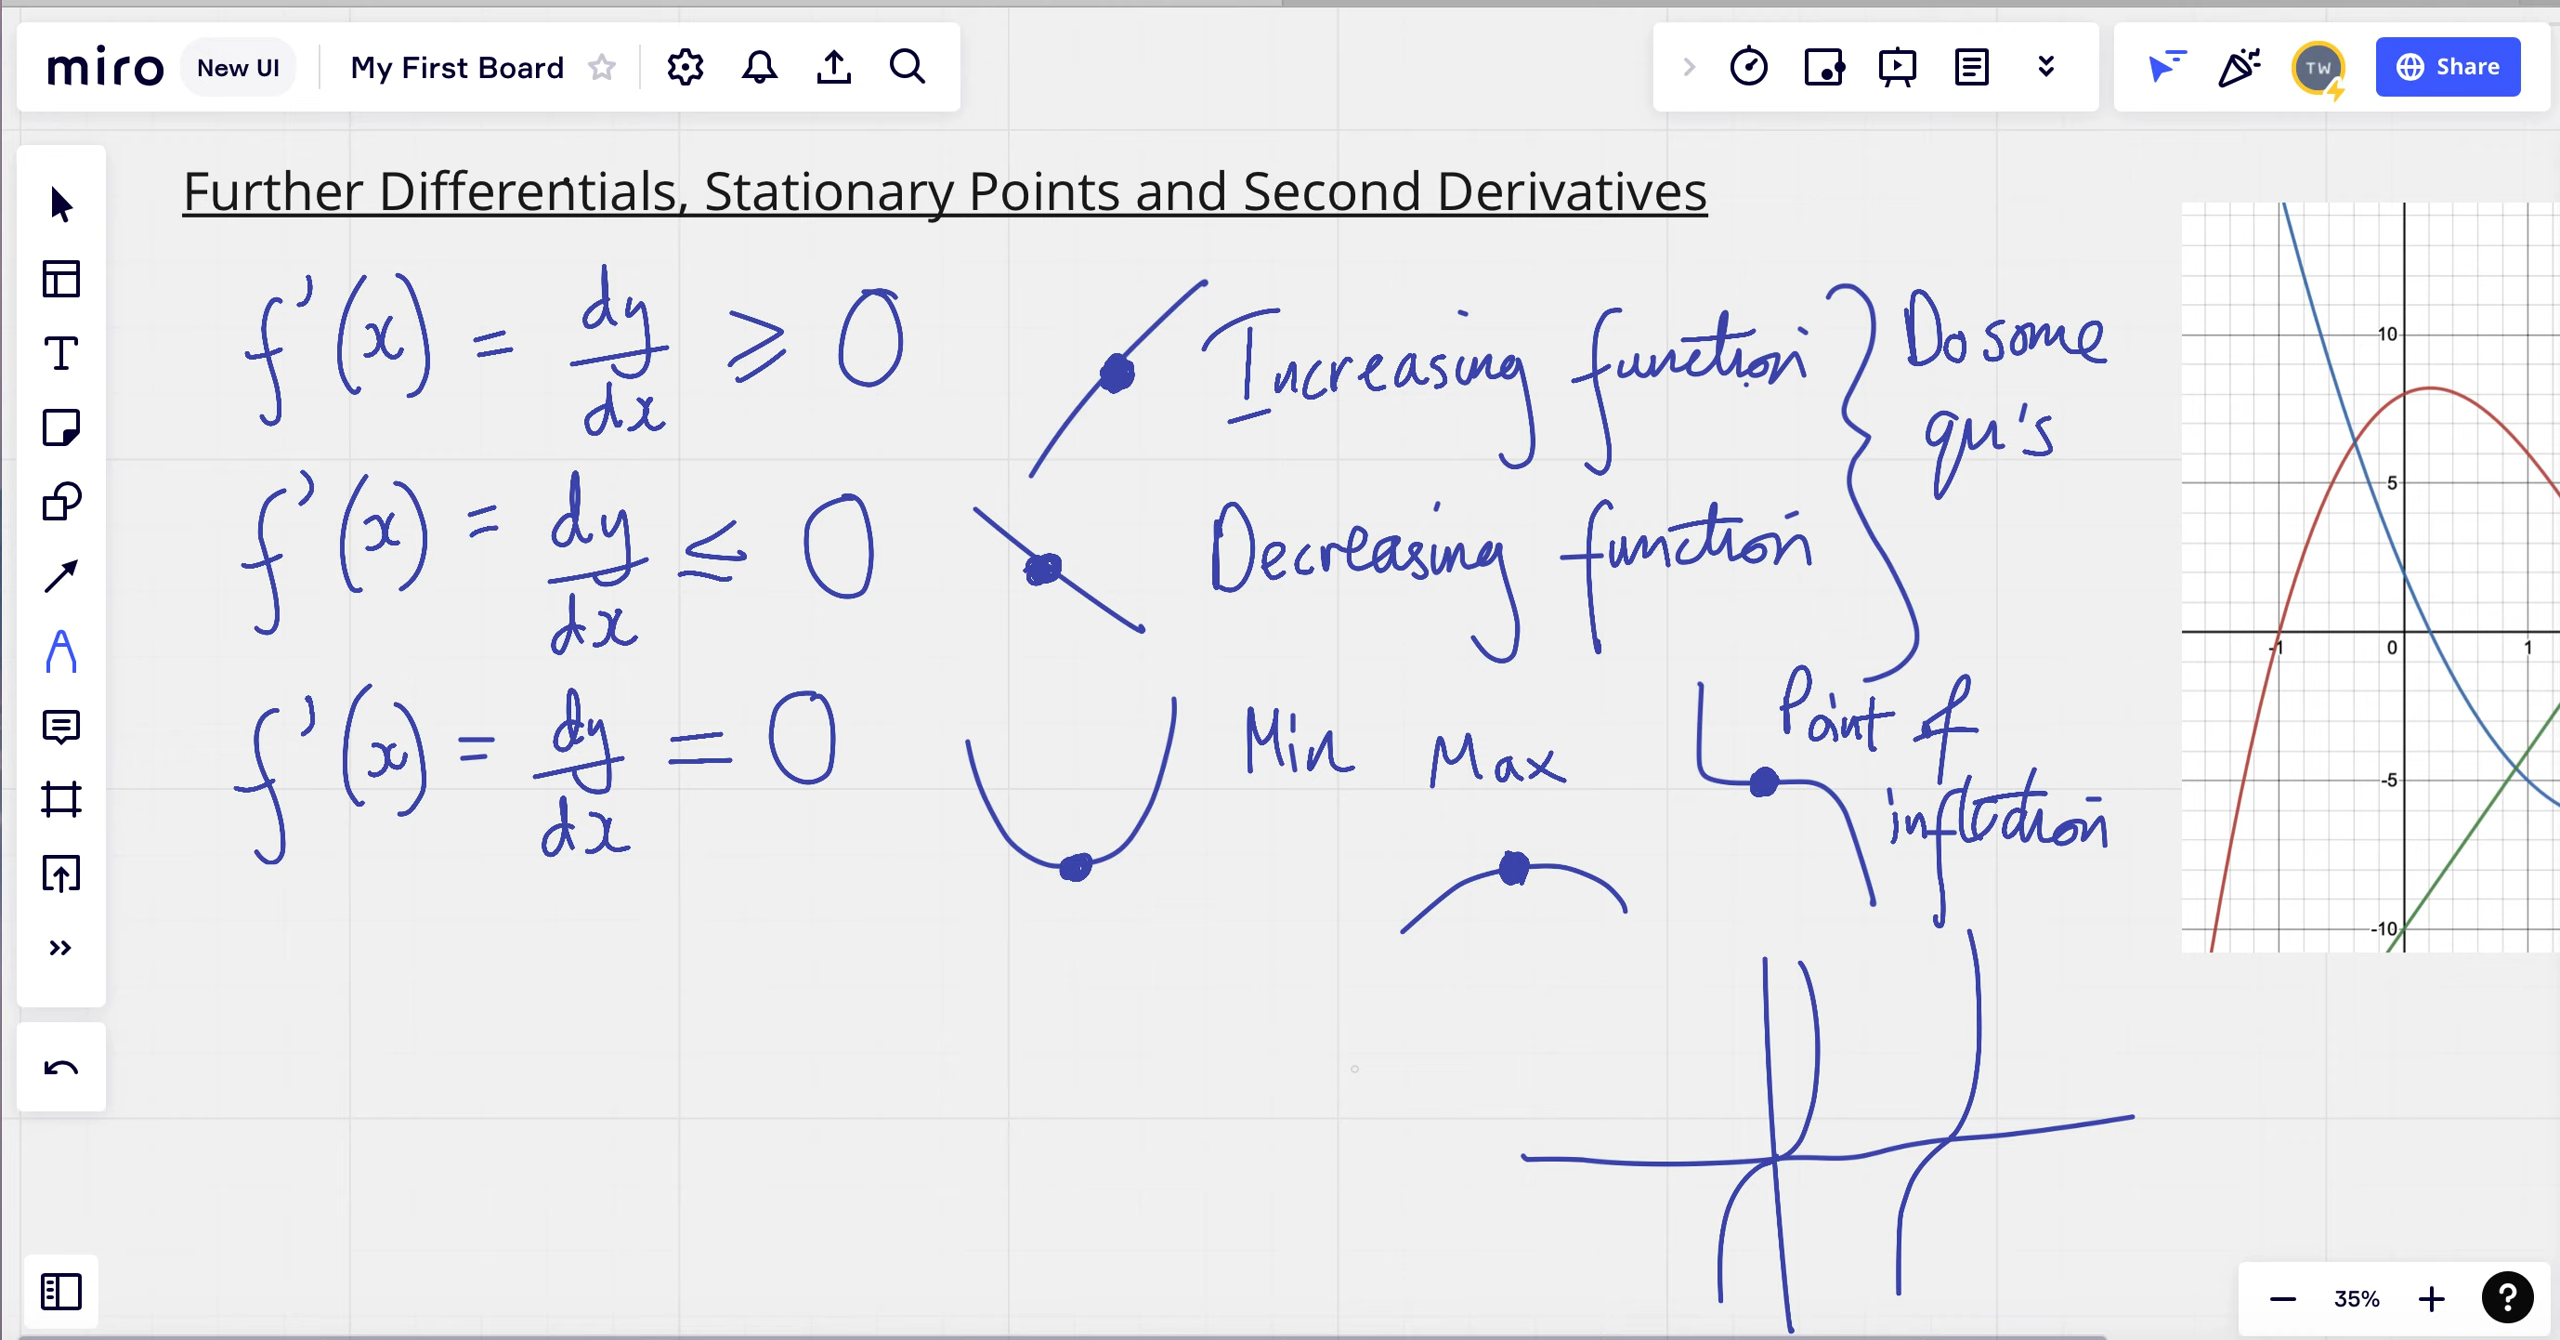 miro New UI My First Board Share
TW
Further Differentials, Stationary Points and Second Derivatives
f'(x) = dy/dx ⩾ 0 Increasing function Do some
qu's
f'(x) = dy/dx ≤ 0 Decreasing function
f'(x) = dy/dx = 0 Min Max Point of
inflection
10
5
-1 0 1
-5
-10
T
35%
?